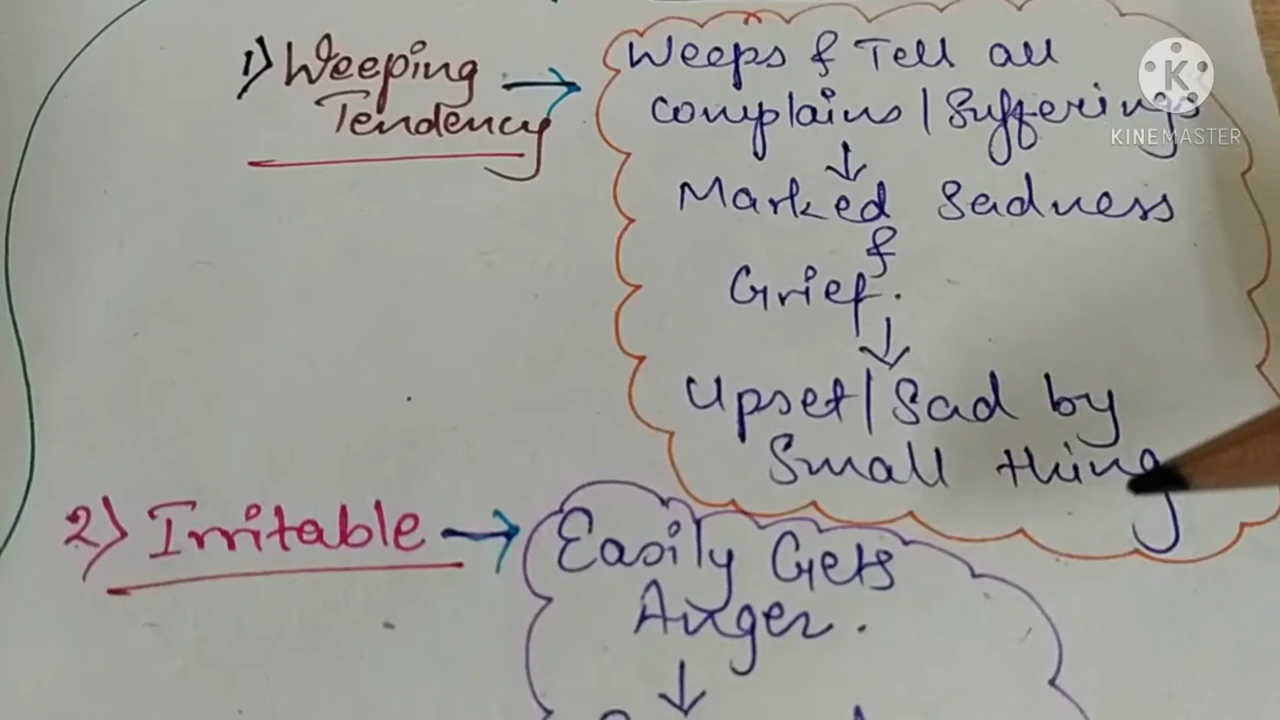 1) Weeping Tendency →
Weeps & Tell all
complains / Sufferings
↓
Marked Sadness
&
Grief.
↓
Upset / Sad by
Small thing
2) Irritable →
Easily Gets
Anger.
↓
K
KINEMASTER